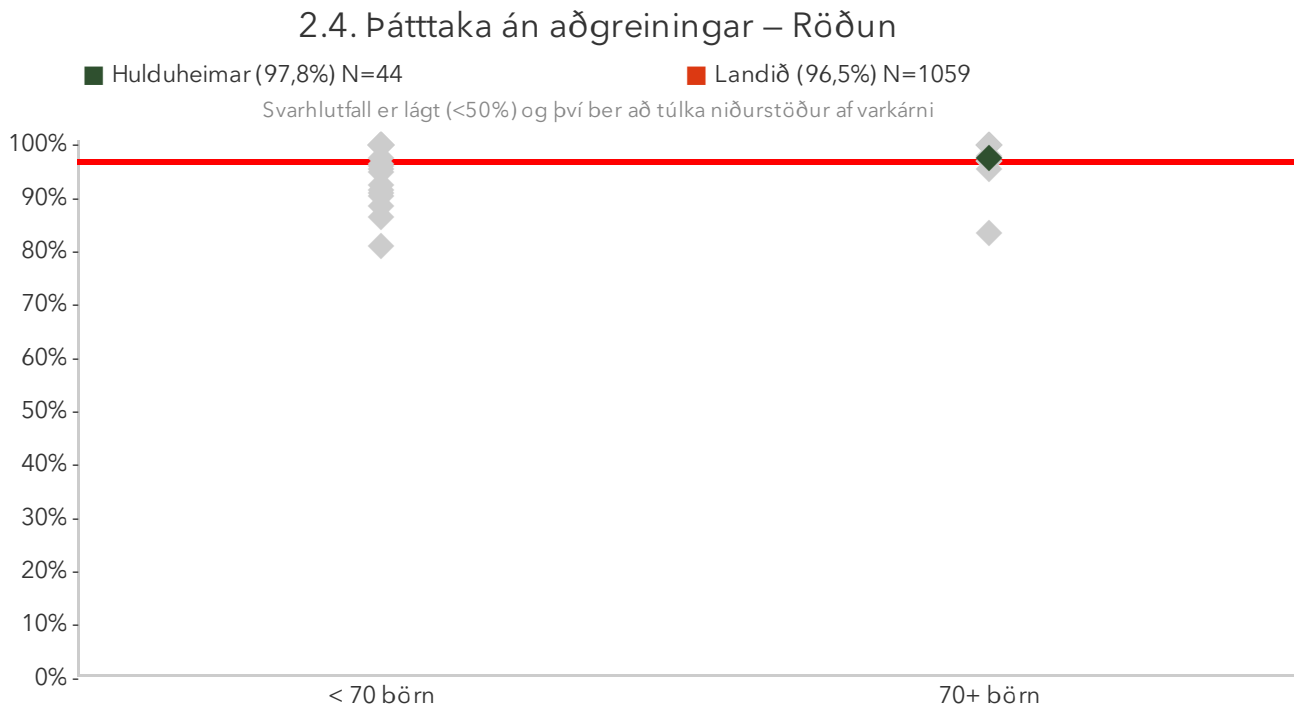 2.4. Þátttaka án aðgreiningar – Röðun
Hulduheimar (97,8%) N=44
Landið (96,5%) N=1059
Svarhlutfall er lágt (<50%) og því ber að túlka niðurstöður af varkárni
100%
90%
80%
70%
60%
50%
40%
30%
20%
10%
0%
< 70 börn
70+ börn